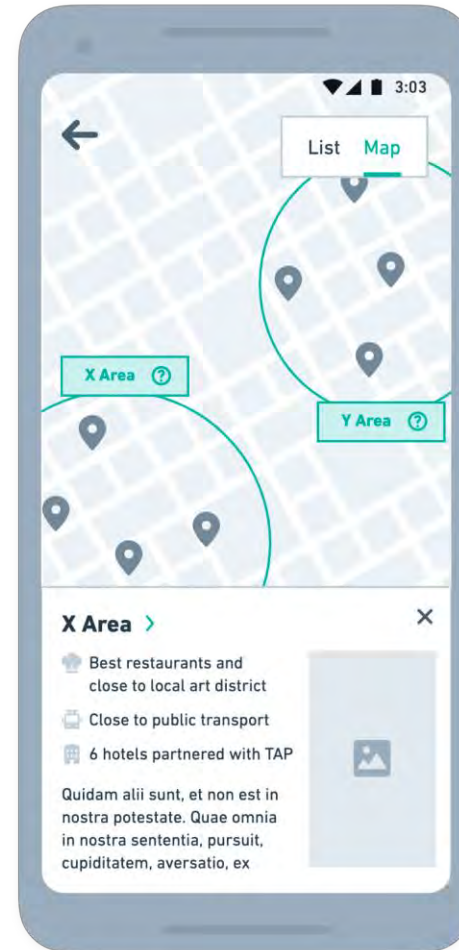 3:03
List Map
X Area ?
Y Area ?
X Area >
Best restaurants and
close to local art district
Close to public transport
6 hotels partnered with TAP
Quidam alii sunt, et non est in
nostra potestate. Quae omnia
in nostra sententia, pursuit,
cupiditatem, aversatio, ex